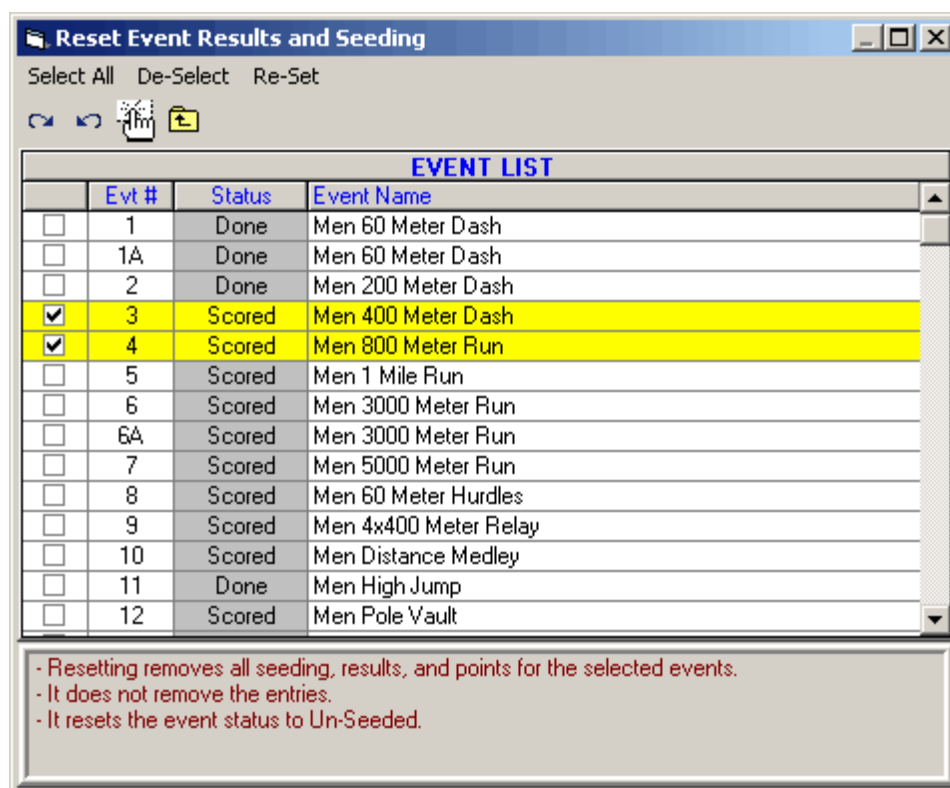 Reset Event Results and Seeding
Select All De-Select Re-Set
EVENT LIST
Evt # Status Event Name
1 Done Men 60 Meter Dash
1A Done Men 60 Meter Dash
2 Done Men 200 Meter Dash
3 Scored Men 400 Meter Dash
4 Scored Men 800 Meter Run
5 Scored Men 1 Mile Run
6 Scored Men 3000 Meter Run
6A Scored Men 3000 Meter Run
7 Scored Men 5000 Meter Run
8 Scored Men 60 Meter Hurdles
9 Scored Men 4x400 Meter Relay
10 Scored Men Distance Medley
11 Done Men High Jump
12 Scored Men Pole Vault
- Resetting removes all seeding, results, and points for the selected events.
- It does not remove the entries.
- It resets the event status to Un-Seeded.